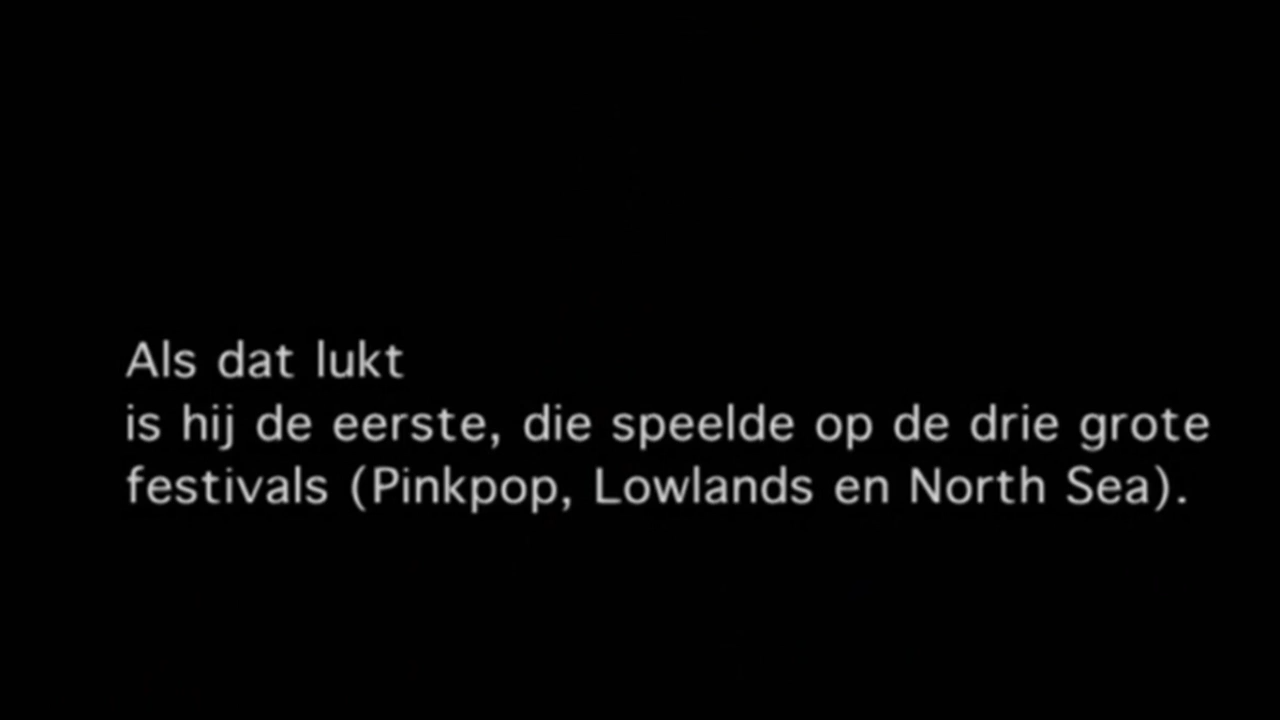 Als dat lukt
is hij de eerste, die speelde op de drie grote
festivals (Pinkpop, Lowlands en North Sea).